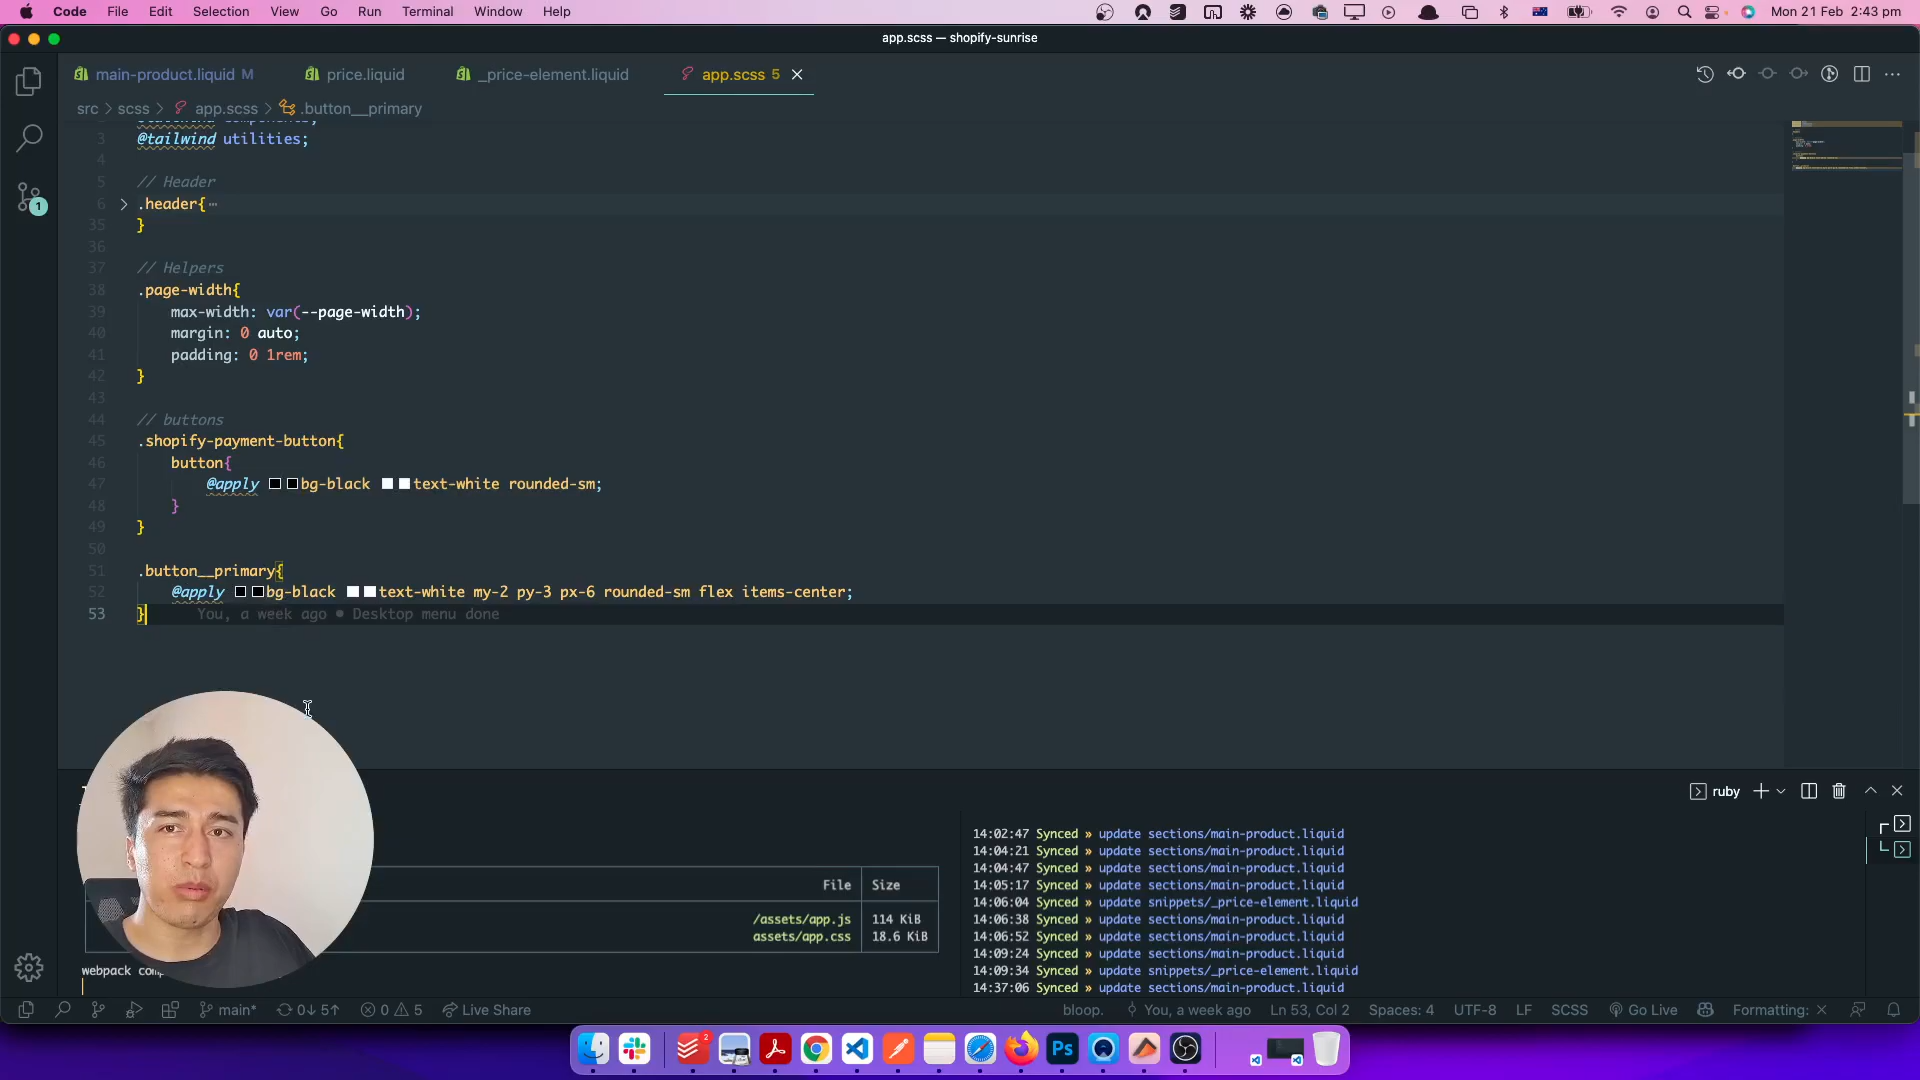 Code File Edit Selection View Go Run Terminal Window Help
Mon 21 Feb 2:43 pm
app.scss — shopify-sunrise
main-product.liquid M
price.liquid
_price-element.liquid
app.scss 5
src > scss > app.scss > .button__primary
3 @tailwind utilities;
4
5 // Header
6 .header{ ⋯
35 }
36
37 // Helpers
38 .page-width{
39 max-width: var(--page-width);
40 margin: 0 auto;
41 padding: 0 1rem;
42 }
43
44 // buttons
45 .shopify-payment-button{
46 button{
47 @apply bg-black text-white rounded-sm;
48 }
49 }
50
51 .button__primary{
52 @apply bg-black text-white my-2 py-3 px-6 rounded-sm flex items-center;
53 } You, a week ago • Desktop menu done
1
ruby
File Size
/assets/app.js 114 KiB
assets/app.css 18.6 KiB
webpack
14:02:47 Synced » update sections/main-product.liquid
14:04:21 Synced » update sections/main-product.liquid
14:04:47 Synced » update sections/main-product.liquid
14:05:17 Synced » update sections/main-product.liquid
14:06:04 Synced » update snippets/_price-element.liquid
14:06:38 Synced » update sections/main-product.liquid
14:06:52 Synced » update sections/main-product.liquid
14:09:24 Synced » update sections/main-product.liquid
14:09:34 Synced » update snippets/_price-element.liquid
14:37:06 Synced » update sections/main-product.liquid
main* 0↓ 5↑ 0 5 Live Share
bloop. You, a week ago Ln 53, Col 2 Spaces: 4 UTF-8 LF SCSS Go Live Formatting: ×
2
Ps